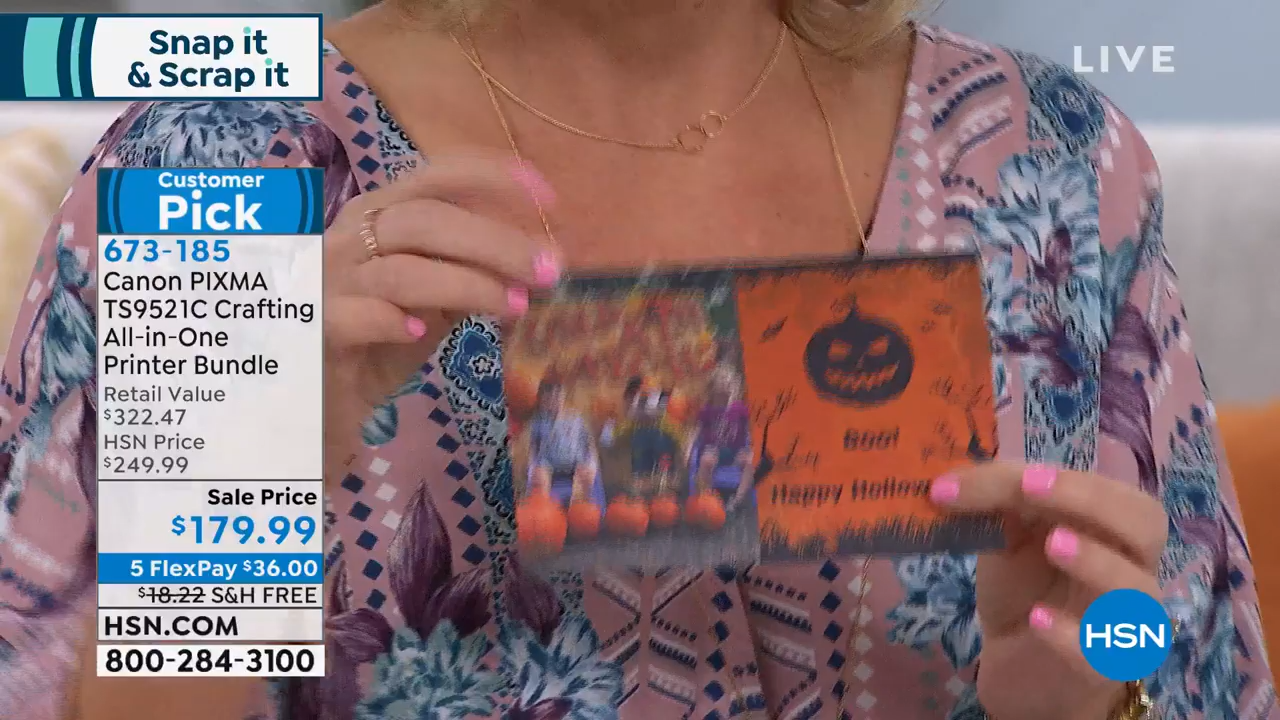 Snap it
& Scrap it
LIVE
Customer
Pick
673-185
Canon PIXMA
TS9521C Crafting
All-in-One
Printer Bundle
Retail Value
$322.47
HSN Price
$249.99
Sale Price
$179.99
5 FlexPay $36.00
$18.22 S&H FREE
HSN.COM
800-284-3100
Boo!
Happy
HSN